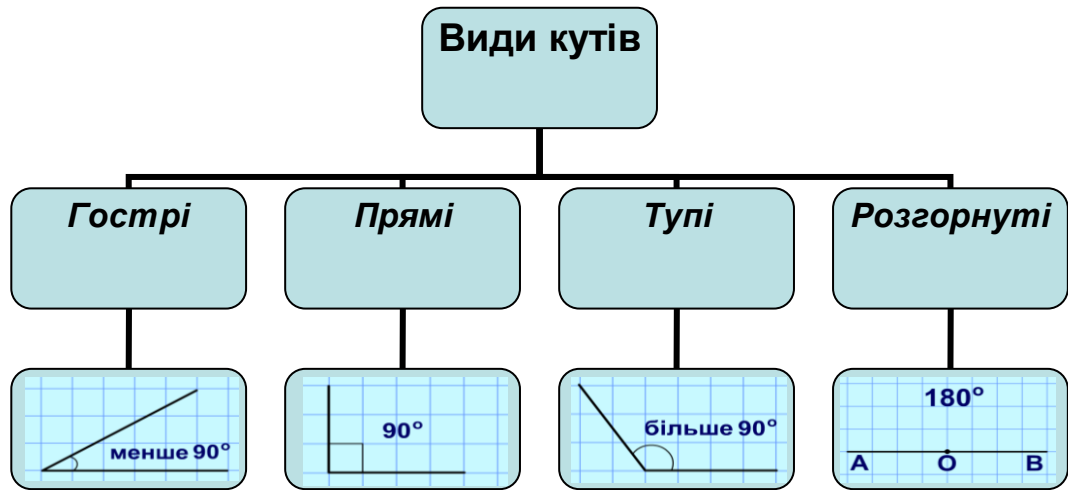 Види кутів
Гострі
Прямі
Тупі
Розгорнуті
менше 90°
90°
більше 90°
180°
A O B